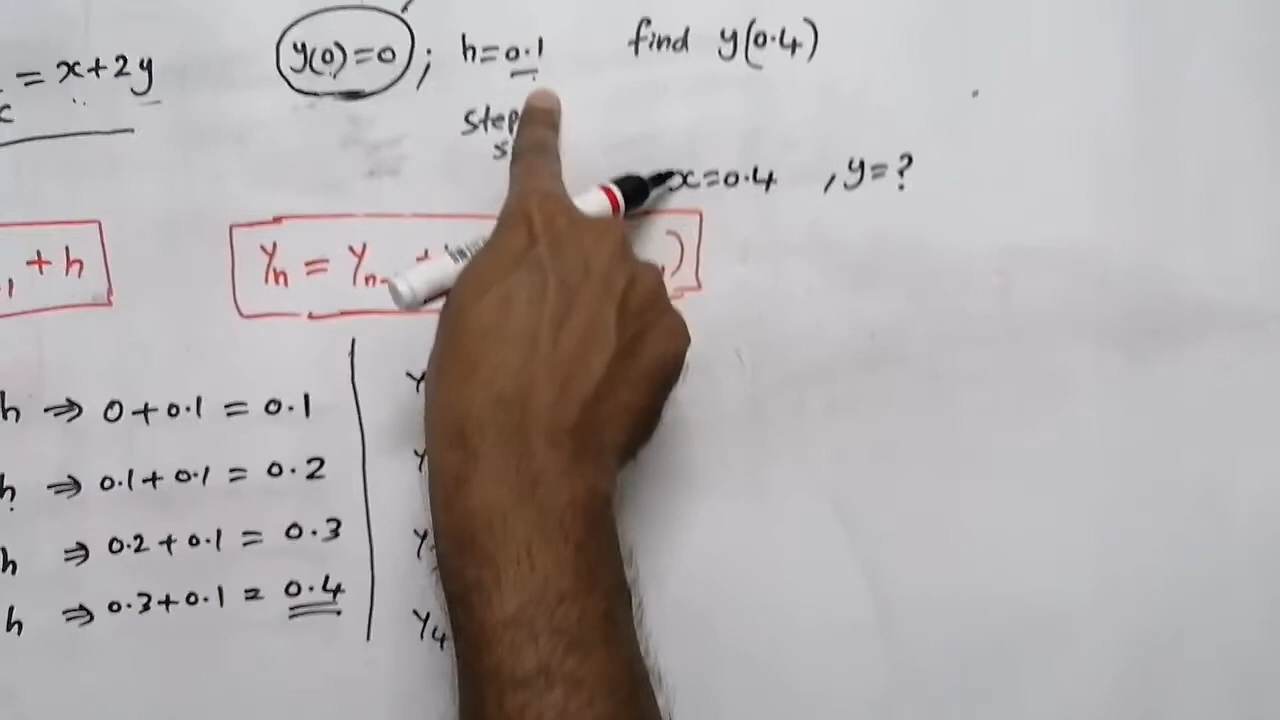 = x+2y y(0)=0 ; h=0.1 find y(0.4)
step
x=0.4 , y=?
+ h Yn = Yn- )
h ⇒ 0+0.1 = 0.1
h ⇒ 0.1+0.1 = 0.2
h ⇒ 0.2+0.1 = 0.3
h ⇒ 0.3+0.1 = 0.4 Y4